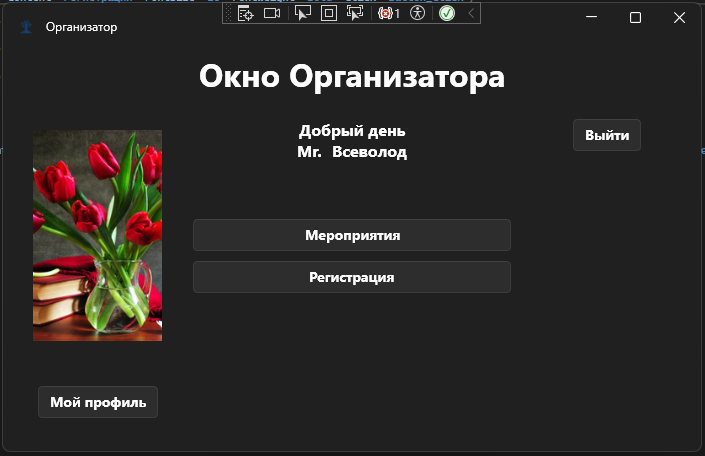 1
Организатор
Окно Организатора
Добрый день
Mr. Всеволод
Выйти
Мероприятия
Регистрация
Мой профиль